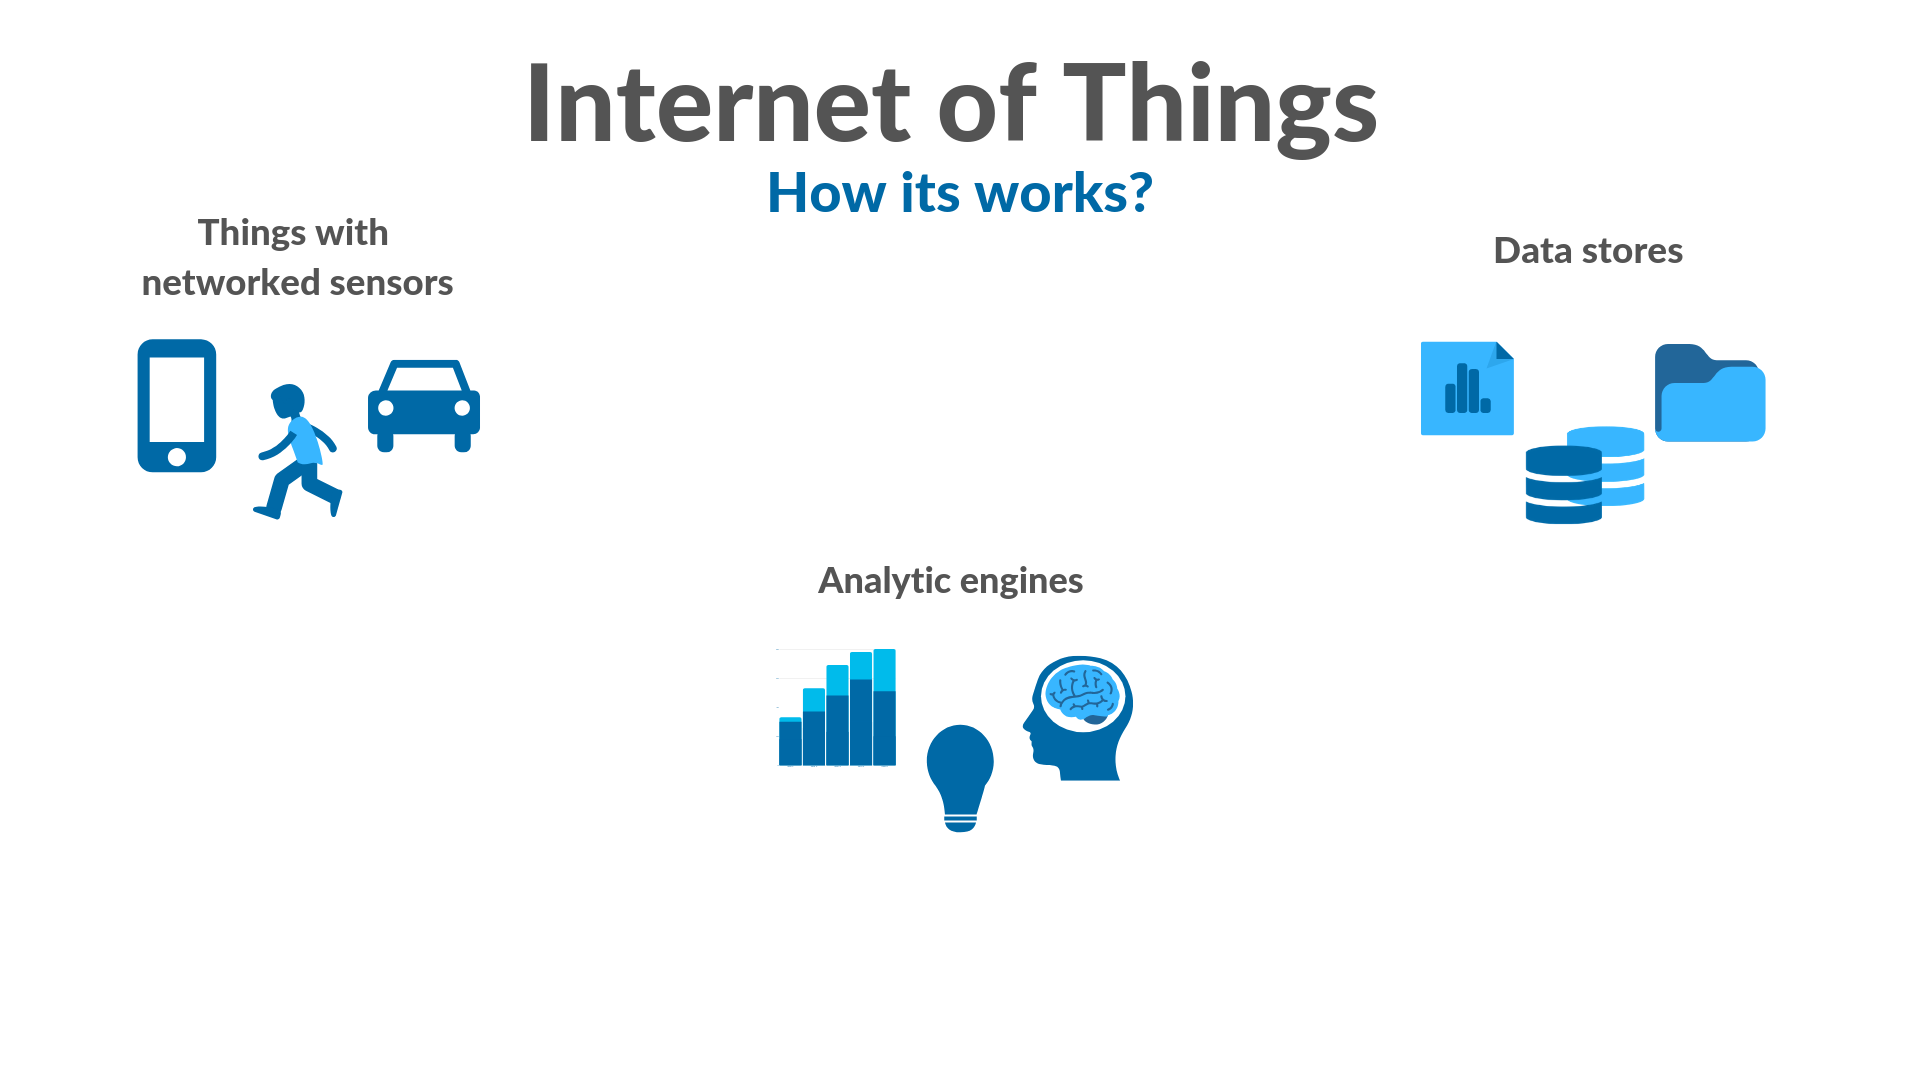 Internet of Things
How its works?
Things with
networked sensors
Data stores
Analytic engines